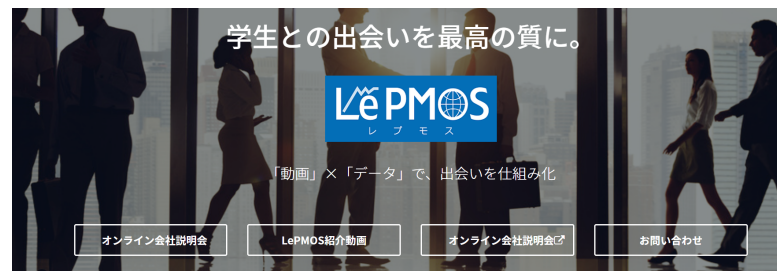 学生との出会いを最高の質に。
LePMOS
レプモス
「動画」×「データ」で、出会いを仕組み化
オンライン会社説明会
LePMOS紹介動画
オンライン会社説明会
お問い合わせ